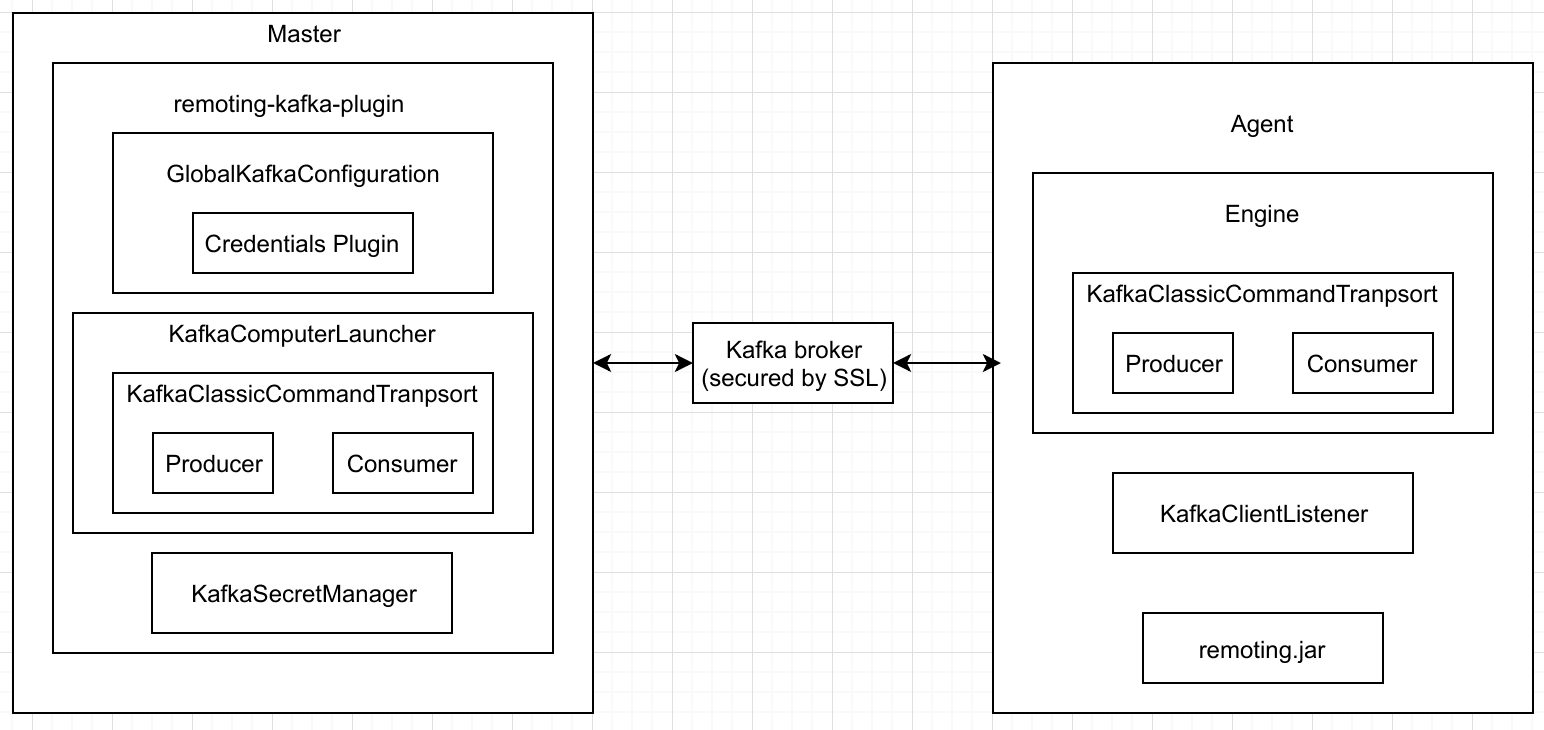 Master
remoting-kafka-plugin
GlobalKafkaConfiguration
Credentials Plugin
KafkaComputerLauncher
KafkaClassicCommandTranpsort
Producer
Consumer
KafkaSecretManager
Kafka broker
(secured by SSL)
Agent
Engine
KafkaClassicCommandTranpsort
Producer
Consumer
KafkaClientListener
remoting.jar